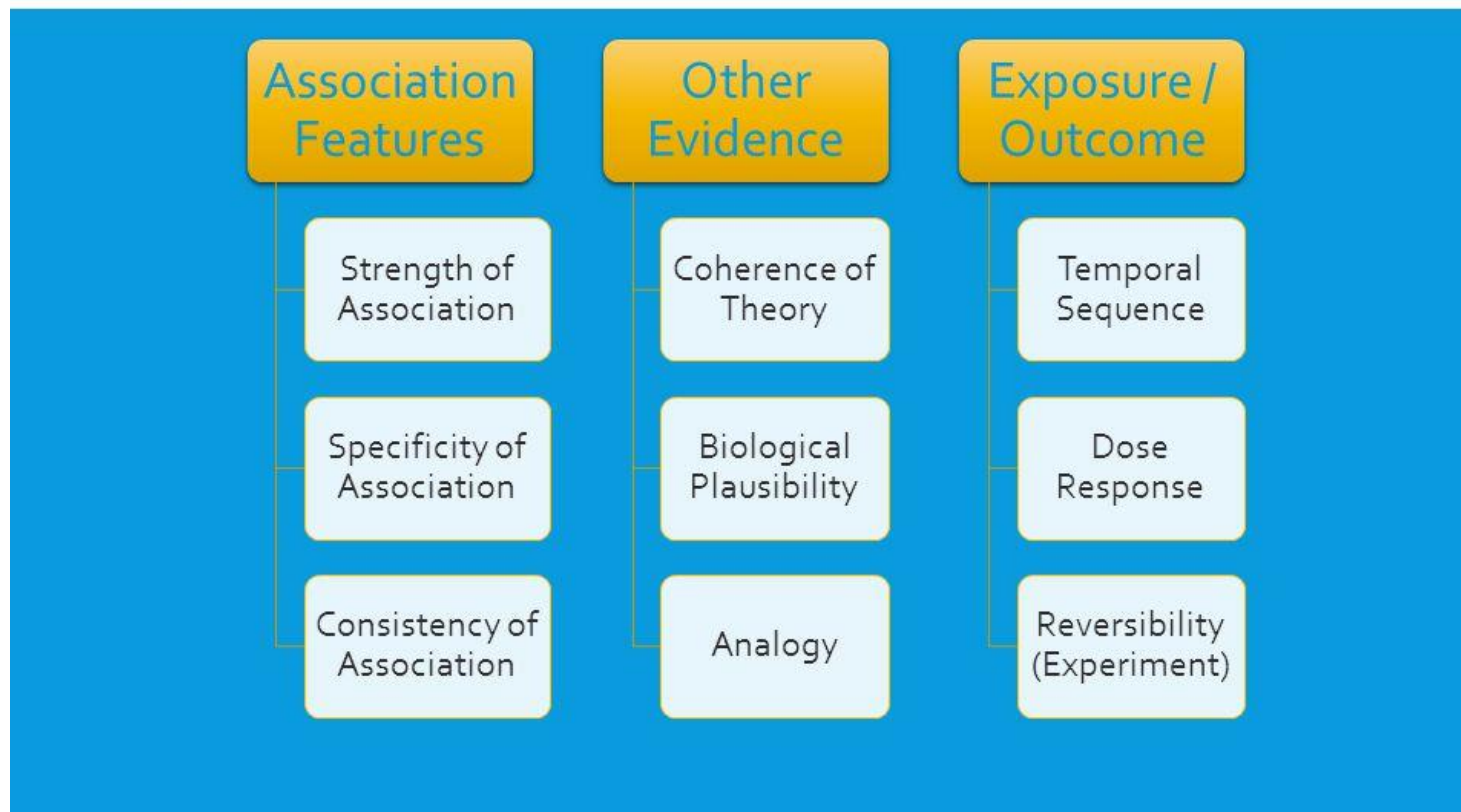 Association
Features
Strength of
Association
Specificity of
Association
Consistency of
Association
Other
Evidence
Coherence of
Theory
Biological
Plausibility
Analogy
Exposure /
Outcome
Temporal
Sequence
Dose
Response
Reversibility
(Experiment)